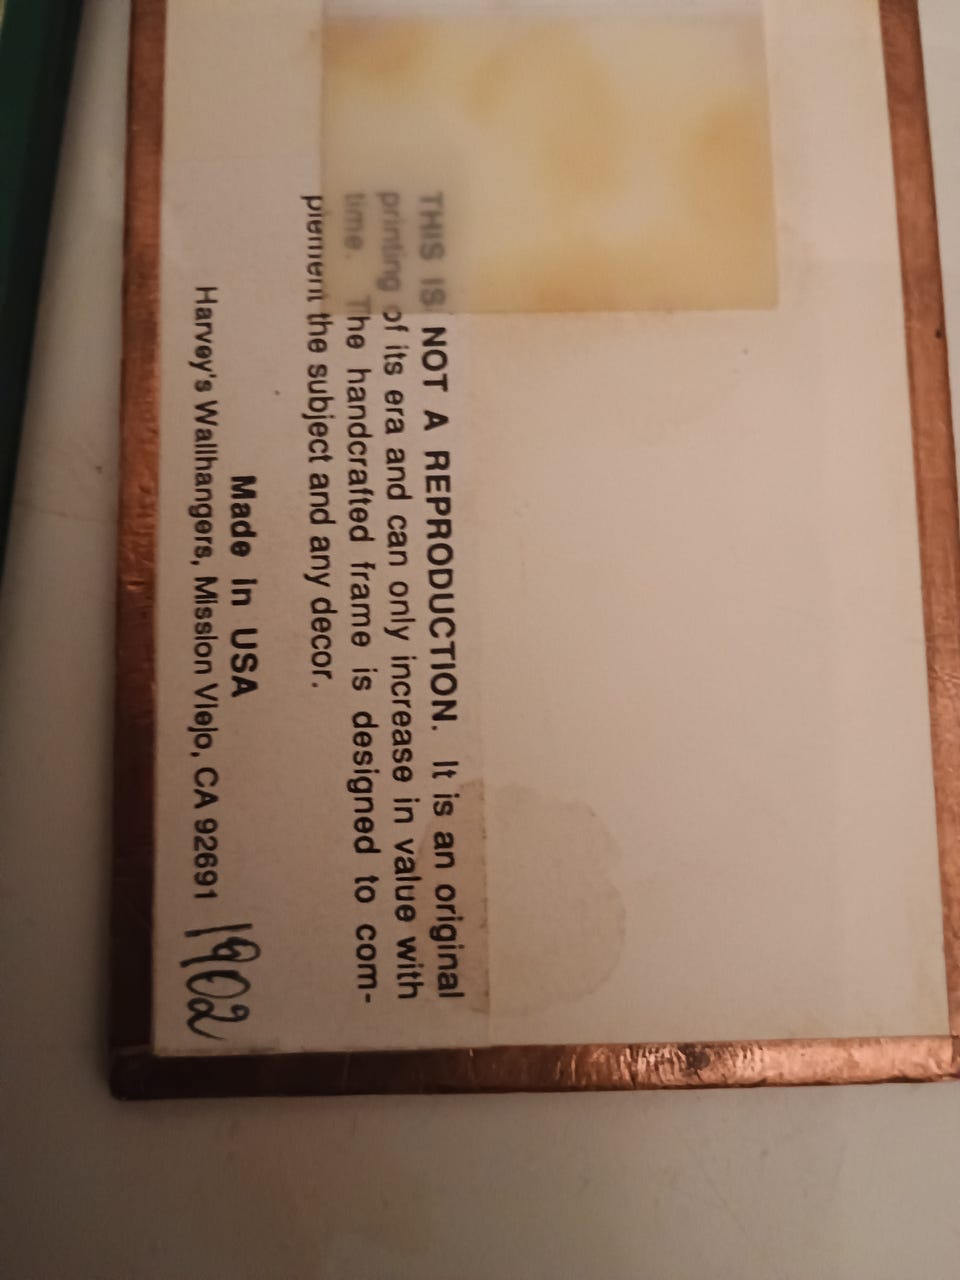 THIS IS NOT A REPRODUCTION. It is an original
printing of its era and can only increase in value with
time. The handcrafted frame is designed to com-
plement the subject and any decor.
Made in USA
Harvey's Wallhangers, Mission Viejo, CA 92691
1902